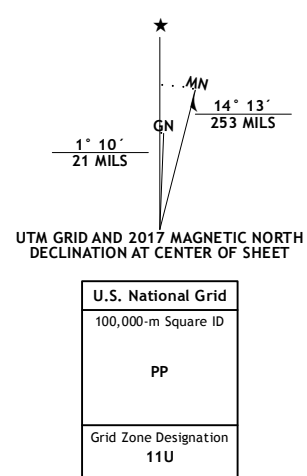 ★
MN
GN
14° 13´
253 MILS
1° 10´
21 MILS
UTM GRID AND 2017 MAGNETIC NORTH
DECLINATION AT CENTER OF SHEET
U.S. National Grid
100,000-m Square ID
PP
Grid Zone Designation
11U